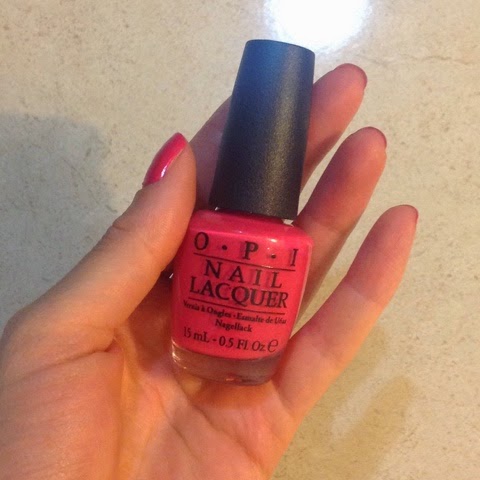 O · P · I
NAIL
LACQUER
Vernis à Ongles · Esmalte de Uñas
Nagellack
15 mL - 0.5 Fl Oz ℮